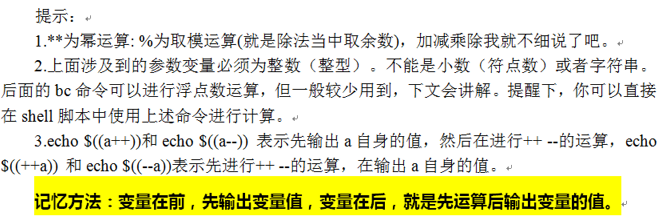 提示：
1.**为幂运算: %为取模运算(就是除法当中取余数)，加减乘除我就不细说了吧。
2.上面涉及到的参数变量必须为整数（整型）。不能是小数（符点数）或者字符串。
后面的 bc 命令可以进行浮点数运算，但一般较少用到，下文会讲解。提醒下，你可以直接
在 shell 脚本中使用上述命令进行计算。
3.echo $((a++))和 echo $((a--)) 表示先输出 a 自身的值，然后在进行++ --的运算，echo
$((++a)) 和 echo $((--a))表示先进行++ --的运算，在输出 a 自身的值。
记忆方法：变量在前，先输出变量值，变量在后，就是先运算后输出变量的值。